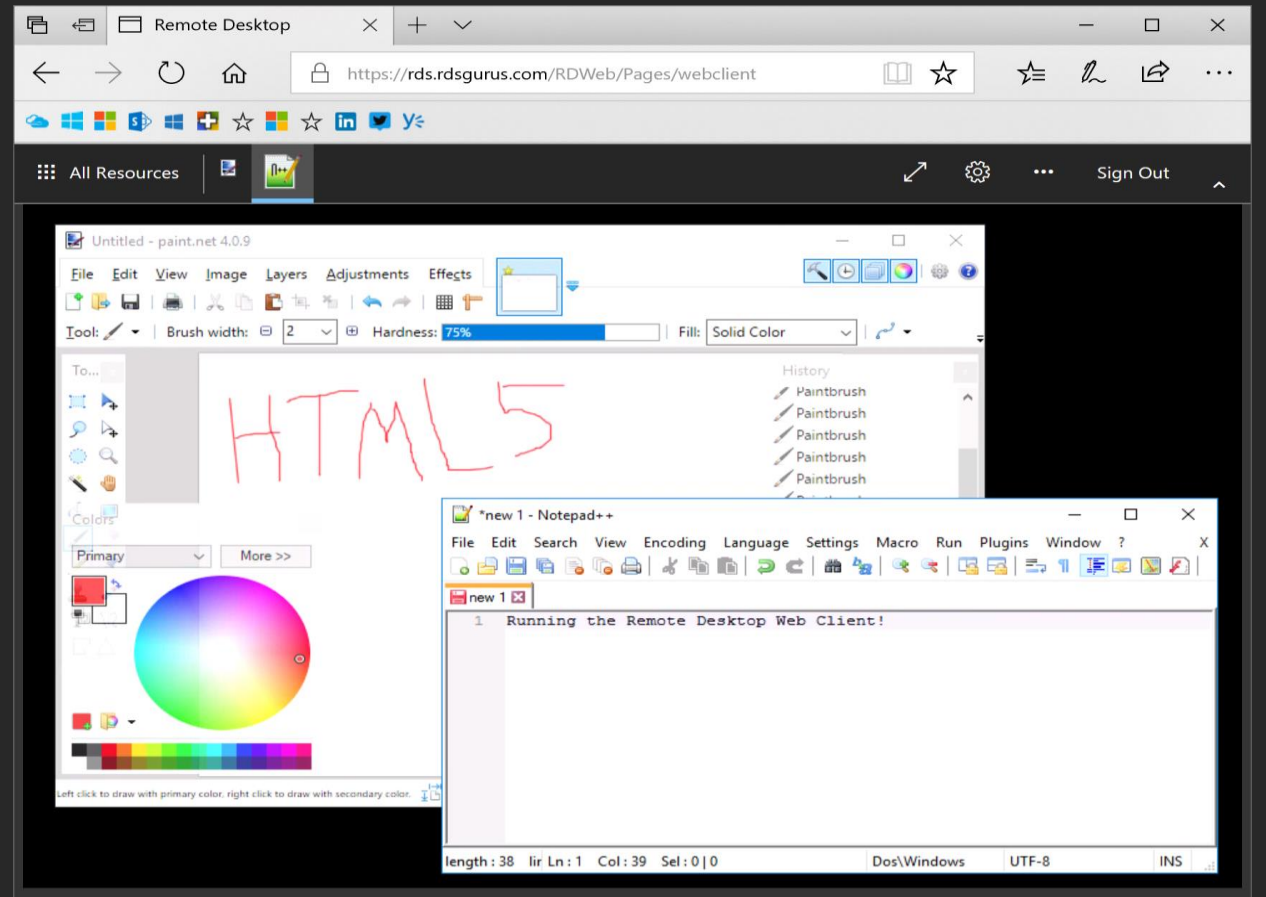 Remote Desktop
https://rds.rdsgurus.com/RDWeb/Pages/webclient
All Resources
Sign Out
Untitled - paint.net 4.0.9
File Edit View Image Layers Adjustments Effects
Tool: Brush width: 2 Hardness: 75% Fill: Solid Color
To...
History
Paintbrush
Paintbrush
Paintbrush
Paintbrush
Paintbrush
HTML5
Colors
Primary More >>
Left click to draw with primary color, right click to draw with secondary color.
*new 1 - Notepad++
File Edit Search View Encoding Language Settings Macro Run Plugins Window ? X
new 1
1 Running the Remote Desktop Web Client!
length : 38 lir Ln : 1 Col : 39 Sel : 0 | 0 Dos\Windows UTF-8 INS